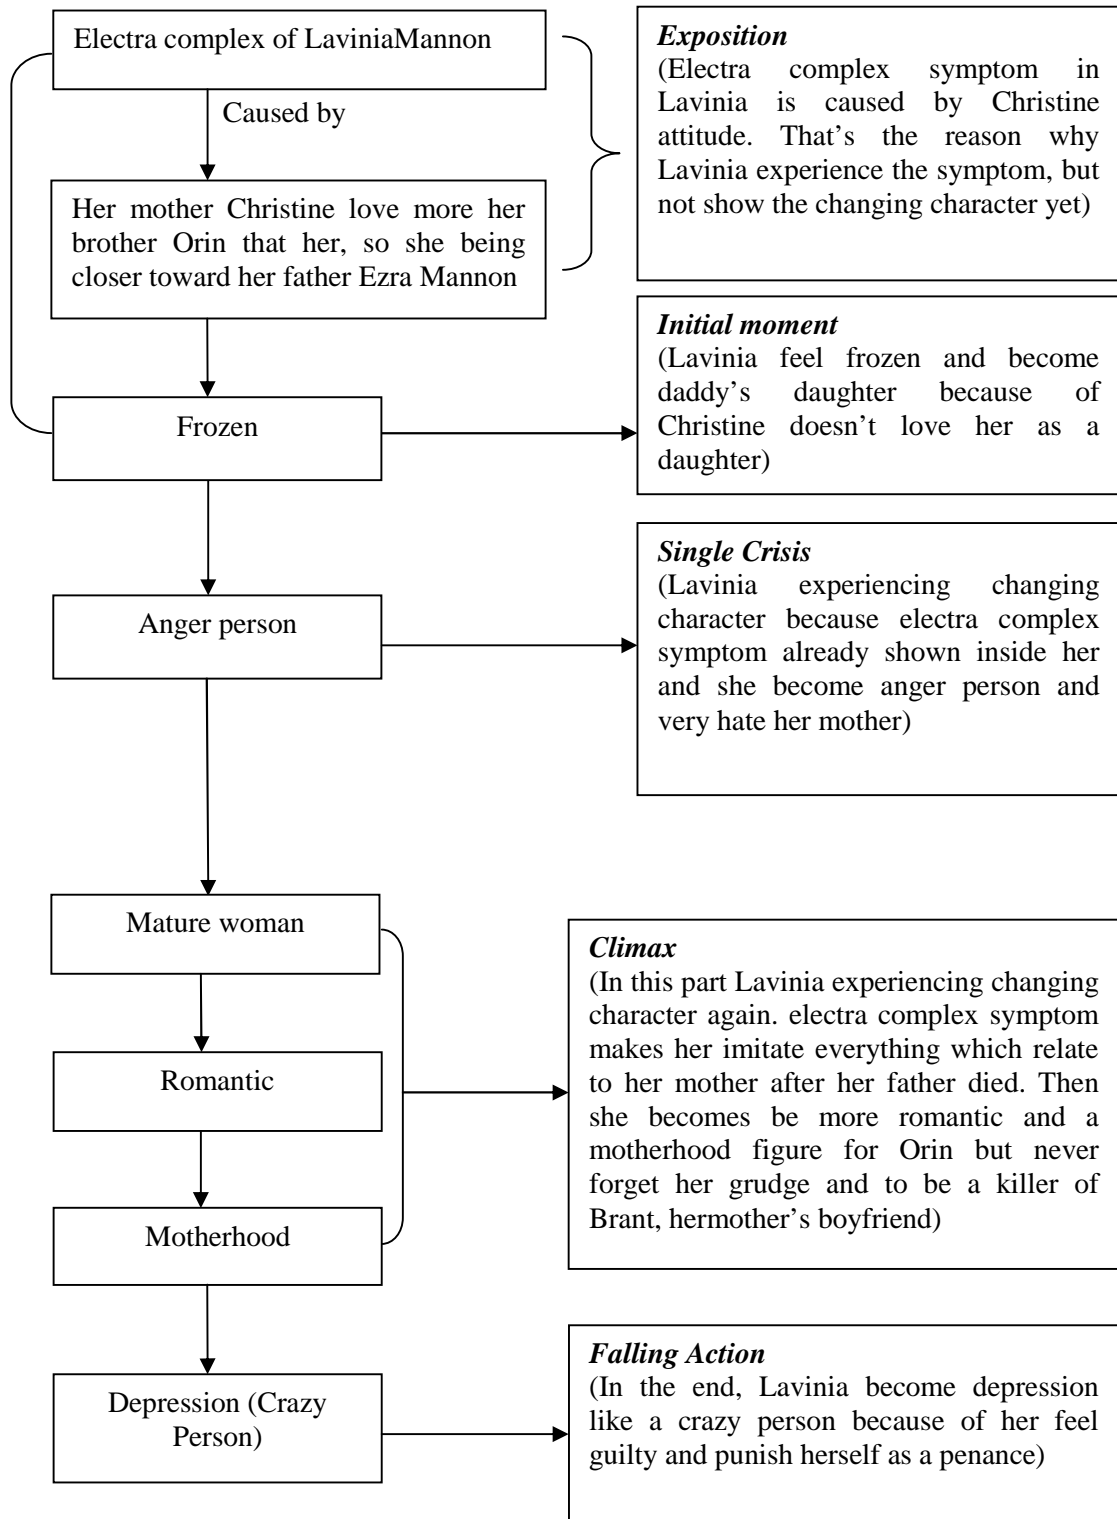 Electra complex of LaviniaMannon
Caused by
Her mother Christine love more her
brother Orin that her, so she being
closer toward her father Ezra Mannon
Exposition
(Electra complex symptom in
Lavinia is caused by Christine
attitude. That's the reason why
Lavinia experience the symptom, but
not show the changing character yet)
Frozen
Initial moment
(Lavinia feel frozen and become
daddy's daughter because of
Christine doesn't love her as a
daughter)
Anger person
Single Crisis
(Lavinia experiencing changing
character because electra complex
symptom already shown inside her
and she become anger person and
very hate her mother)
Mature woman
Romantic
Motherhood
Climax
(In this part Lavinia experiencing changing
character again. electra complex symptom
makes her imitate everything which relate
to her mother after her father died. Then
she becomes be more romantic and a
motherhood figure for Orin but never
forget her grudge and to be a killer of
Brant, hermother's boyfriend)
Depression (Crazy
Person)
Falling Action
(In the end, Lavinia become depression
like a crazy person because of her feel
guilty and punish herself as a penance)